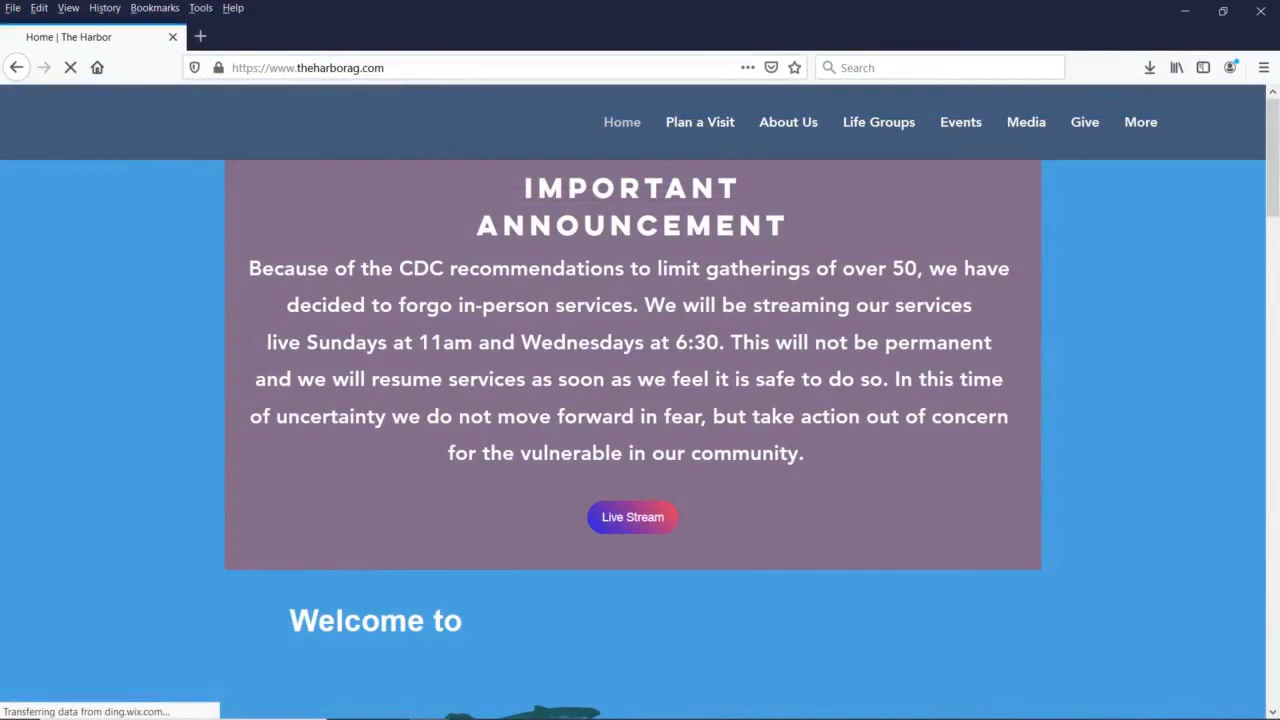 File Edit View History Bookmarks Tools Help
Home | The Harbor
https://www.theharborag.com
Search
Home Plan a Visit About Us Life Groups Events Media Give More
IMPORTANT
ANNOUNCEMENT
Because of the CDC recommendations to limit gatherings of over 50, we have
decided to forgo in-person services. We will be streaming our services
live Sundays at 11am and Wednesdays at 6:30. This will not be permanent
and we will resume services as soon as we feel it is safe to do so. In this time
of uncertainty we do not move forward in fear, but take action out of concern
for the vulnerable in our community.
Live Stream
Welcome to
Transferring data from ding.wix.com...